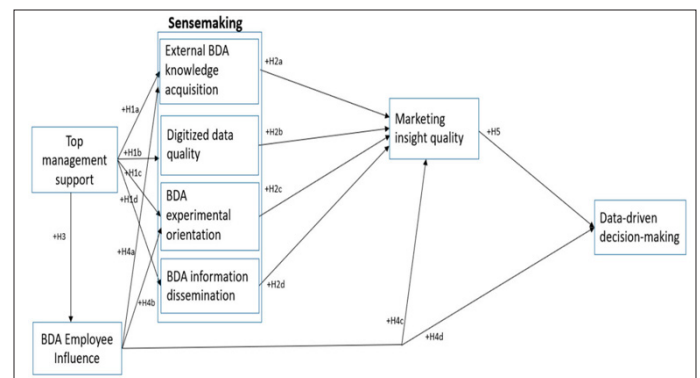 Sensemaking
External BDA
knowledge
acquisition
+H2a
+H1a
Marketing
insight quality
+H5
Digitized data
quality
+H2b
Top
management
support
+H1b
+H1c
+H1d
BDA
experimental
orientation
+H2c
Data-driven
decision-making
+H3
+H4a
BDA information
dissemination
+H2d
+H4b
+H4c
+H4d
BDA Employee
Influence